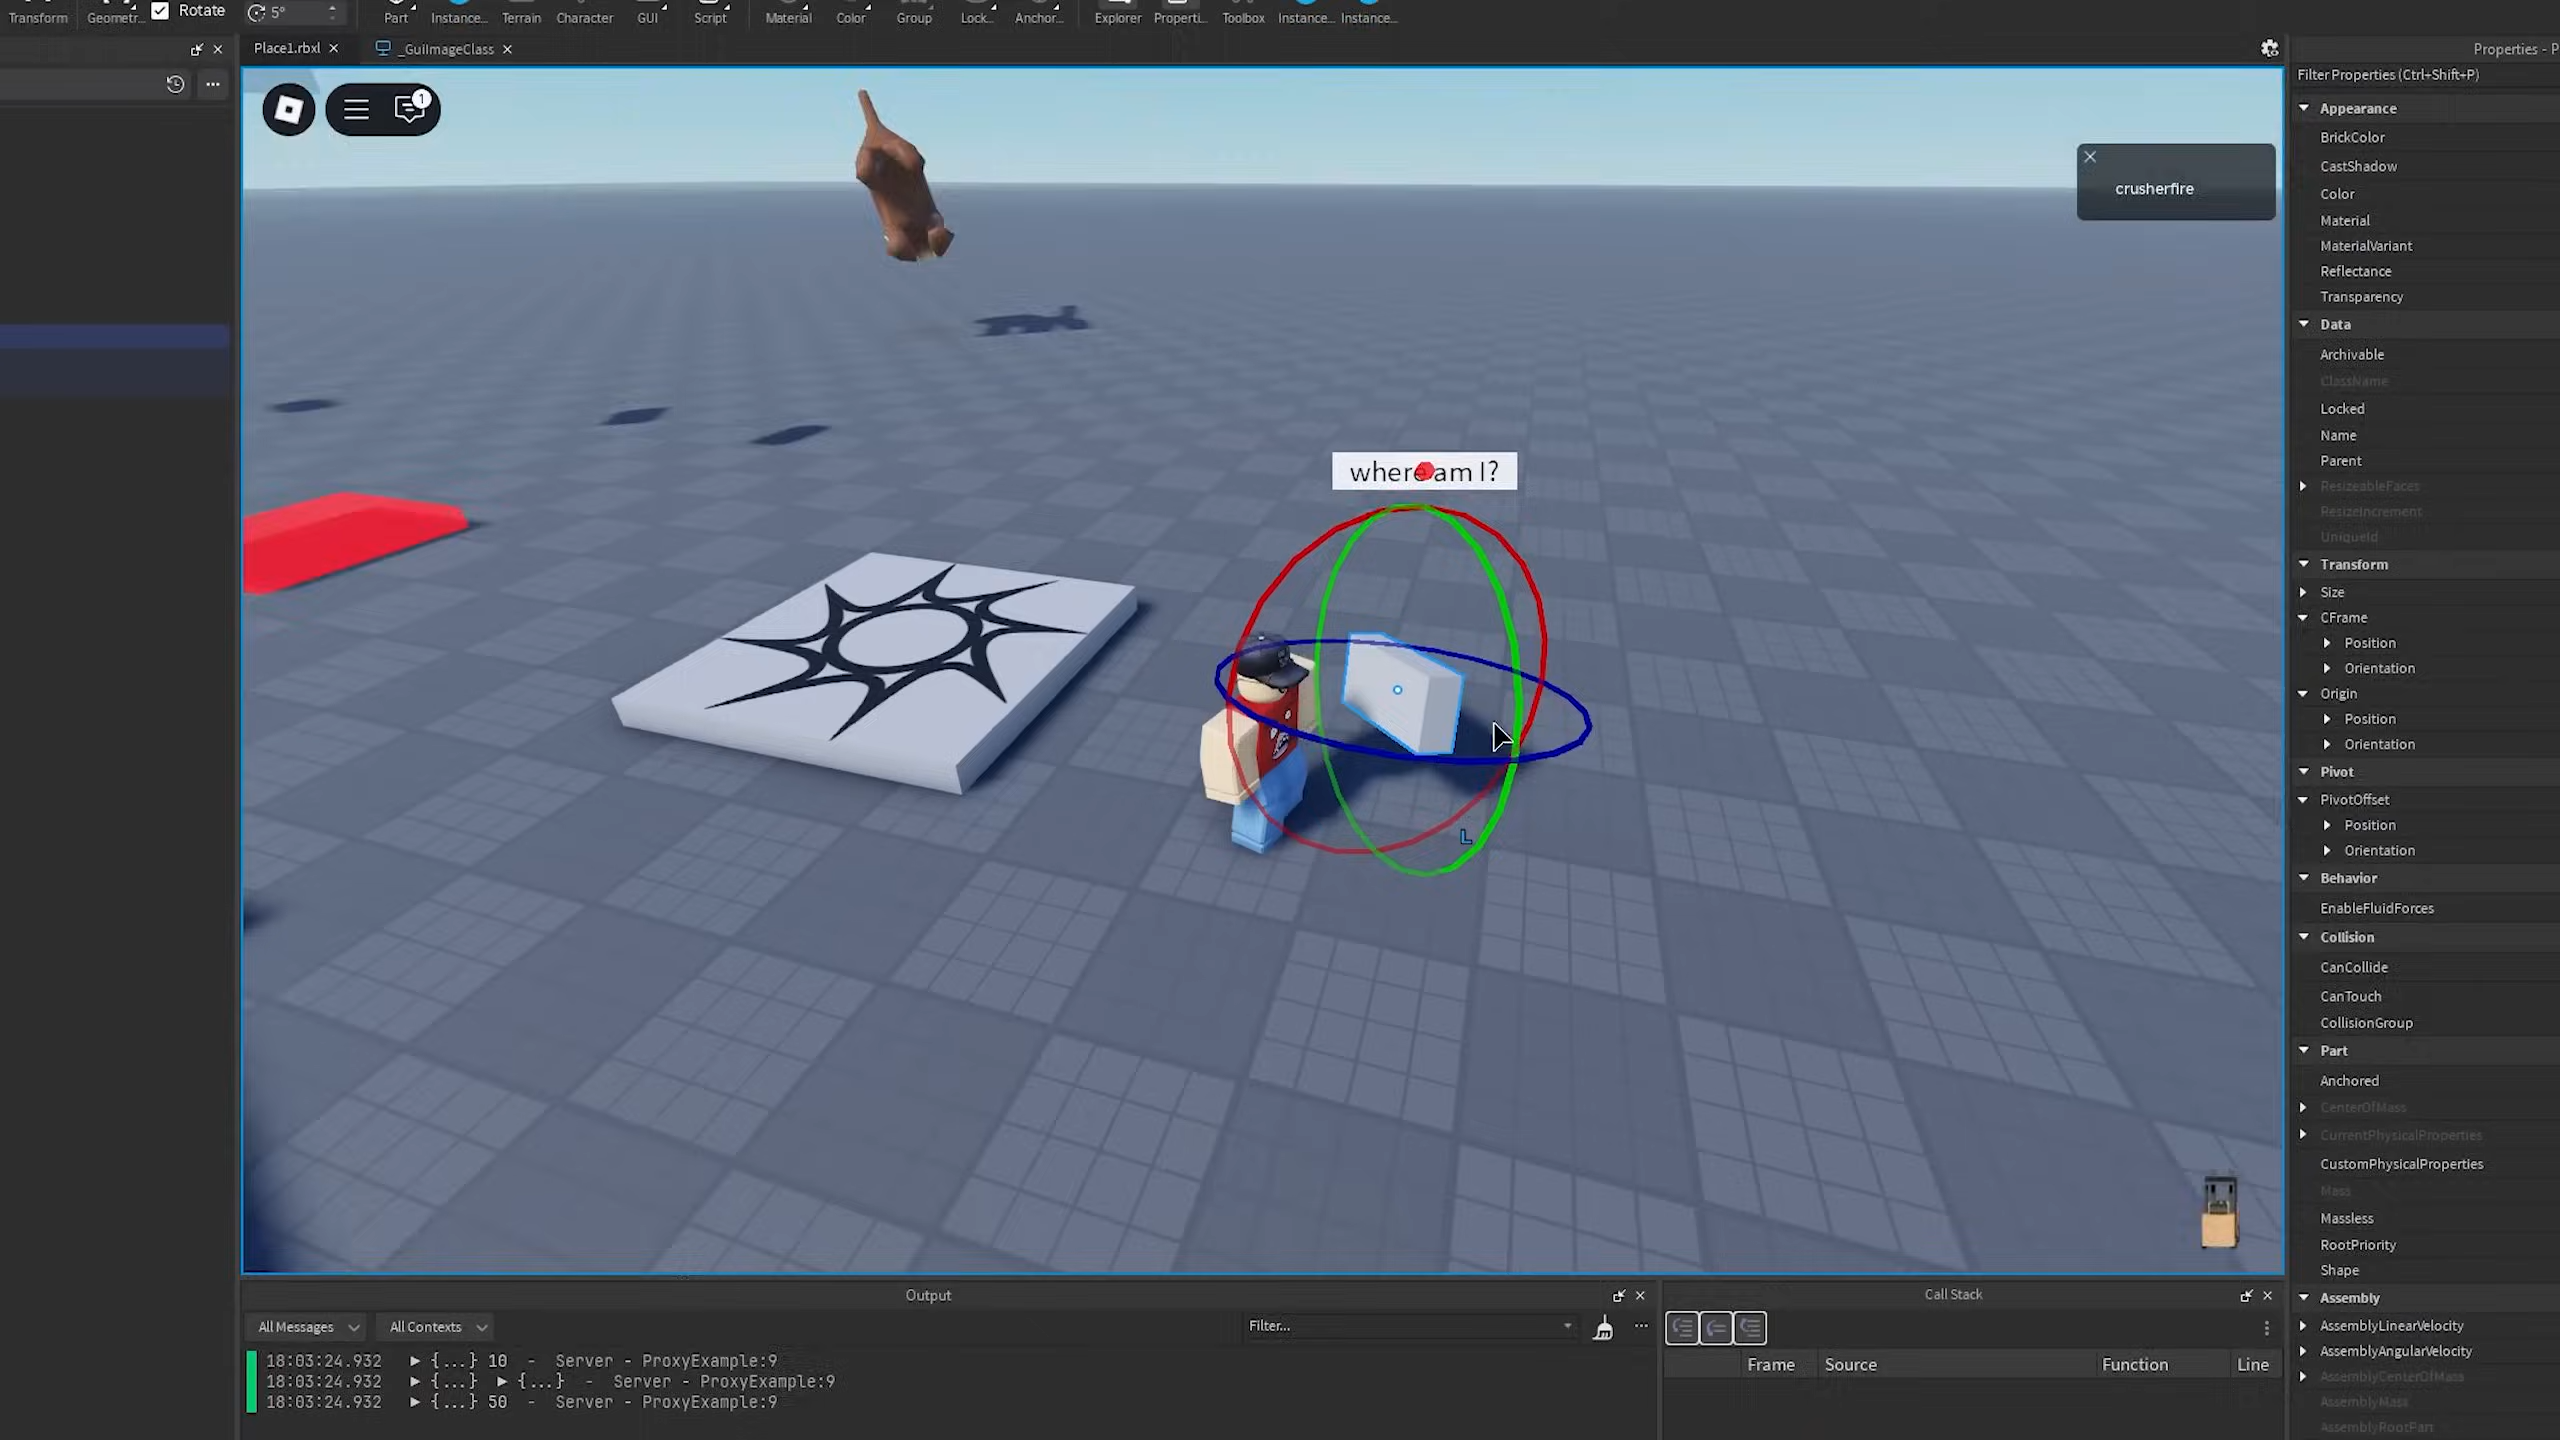 Transform
Geometr...
Rotate
5°
Part
Instance...
Terrain
Character
GUI
Script
Material
Color
Group
Lock...
Anchor...
Explorer
Properti...
Toolbox
Instance...
Instance...
Place1.rbxl
_GuiImageClass
Properties - P
Filter Properties (Ctrl+Shift+P)
1
crusherfire
where am I?
L
Appearance
BrickColor
CastShadow
Color
Material
MaterialVariant
Reflectance
Transparency
Data
Archivable
ClassName
Locked
Name
Parent
ResizeableFaces
ResizeIncrement
UniqueId
Transform
Size
CFrame
Position
Orientation
Origin
Position
Orientation
Pivot
PivotOffset
Position
Orientation
Behavior
EnableFluidForces
Collision
CanCollide
CanTouch
CollisionGroup
Part
Anchored
CenterOfMass
CurrentPhysicalProperties
CustomPhysicalProperties
Mass
Massless
RootPriority
Shape
Assembly
AssemblyLinearVelocity
AssemblyAngularVelocity
AssemblyCenterOfMass
AssemblyMass
AssemblyRootPart
Output
All Messages
All Contexts
Filter...
18:03:24.932 {...} 10 - Server - ProxyExample:9
18:03:24.932 {...} {...} - Server - ProxyExample:9
18:03:24.932 {...} 50 - Server - ProxyExample:9
Call Stack
Frame Source Function Line